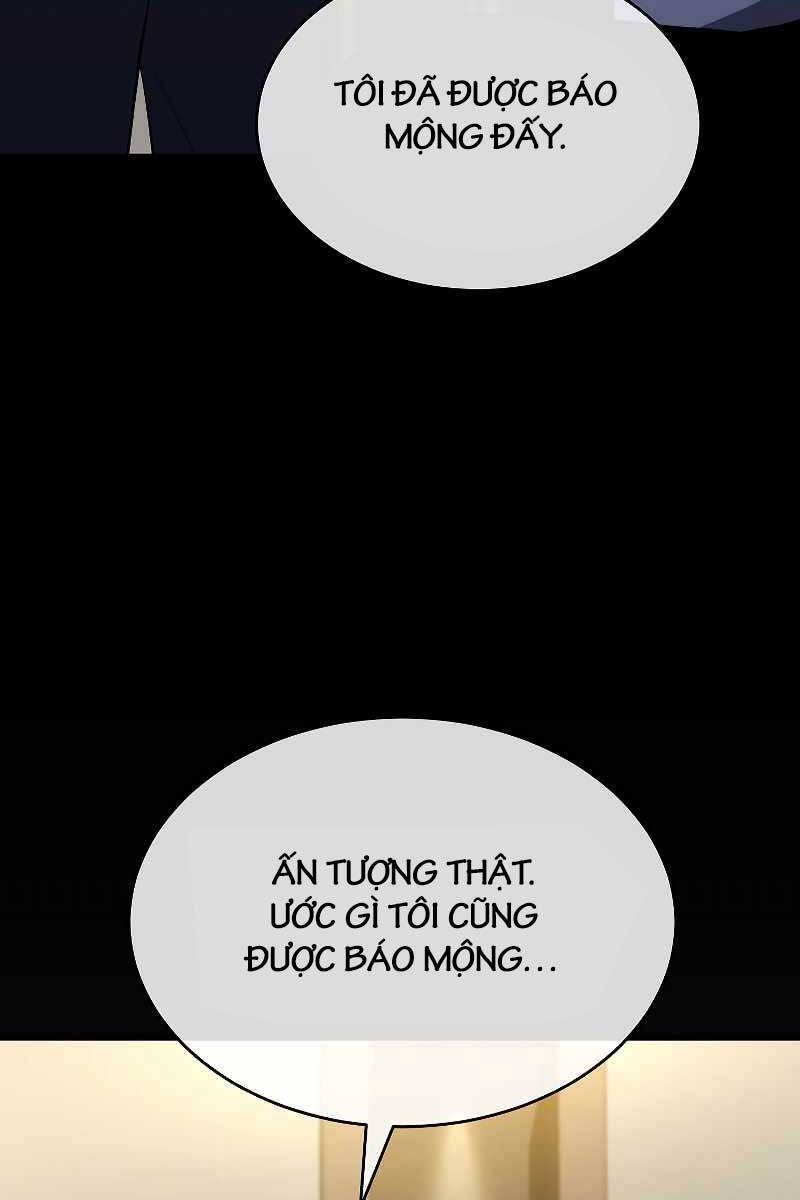 TÔI ĐÃ ĐƯỢC BÁO
MỘNG ĐẤY.
ẤN TƯỢNG THẬT.
ƯỚC GÌ TÔI CŨNG
ĐƯỢC BÁO MỘNG...